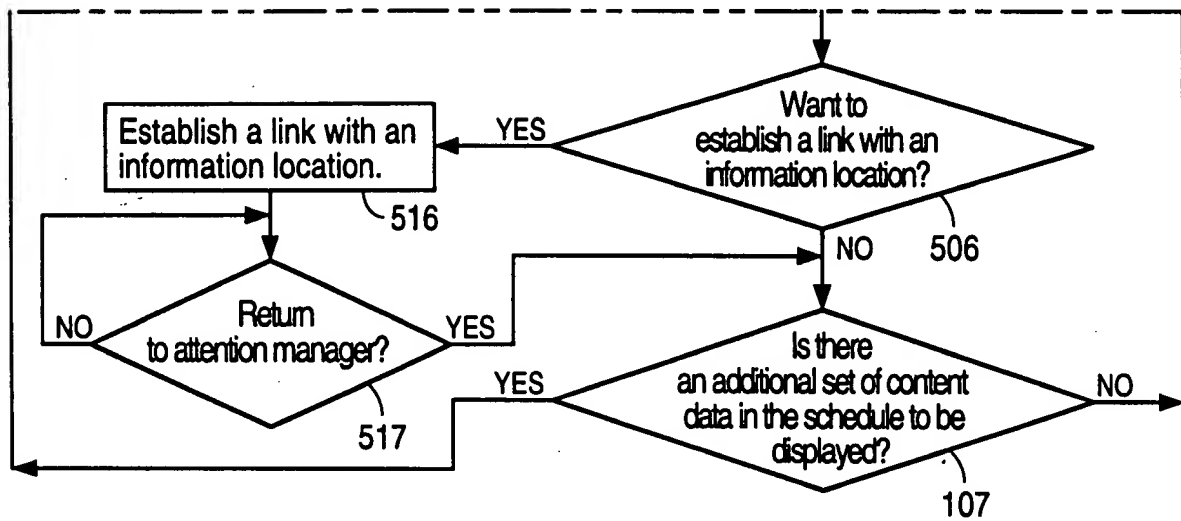 Want to
establish a link with an
information location?
YES
Establish a link with an
information location.
516
506
NO
Return
to attention manager?
NO
YES
517
Is there
an additional set of content
data in the schedule to be
displayed?
YES
NO
107